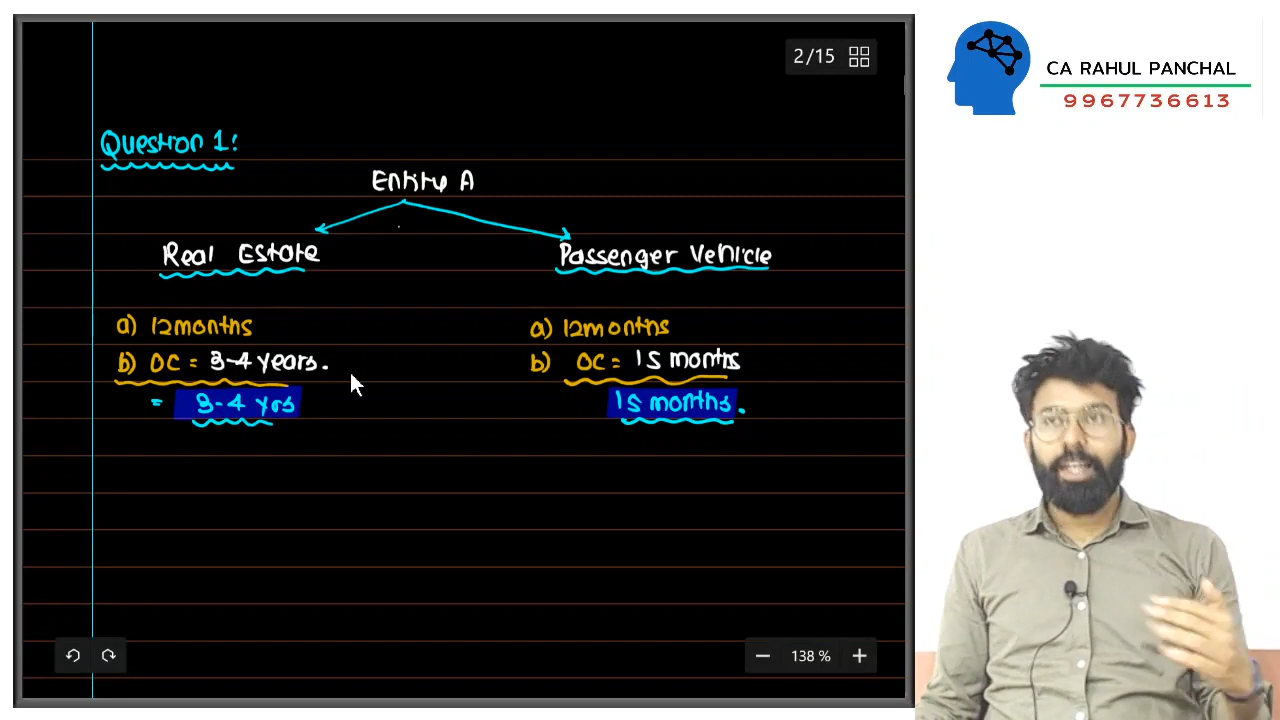 2/15
CA RAHUL PANCHAL
9967736613
Question 1:
Entity A
Real Estate
Passenger Vehicle
a) 12months
b) OC = 3-4 years.
= 3-4 yrs
a) 12months
b) OC = 15 months
15 months.
138 %